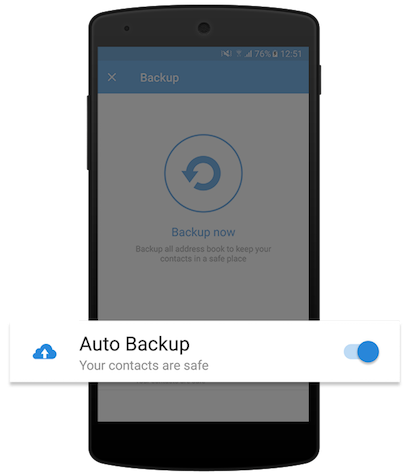 76% 12:51
Backup
Backup now
Backup all address book to keep your
contacts in a safe place
Auto Backup
Your contacts are safe